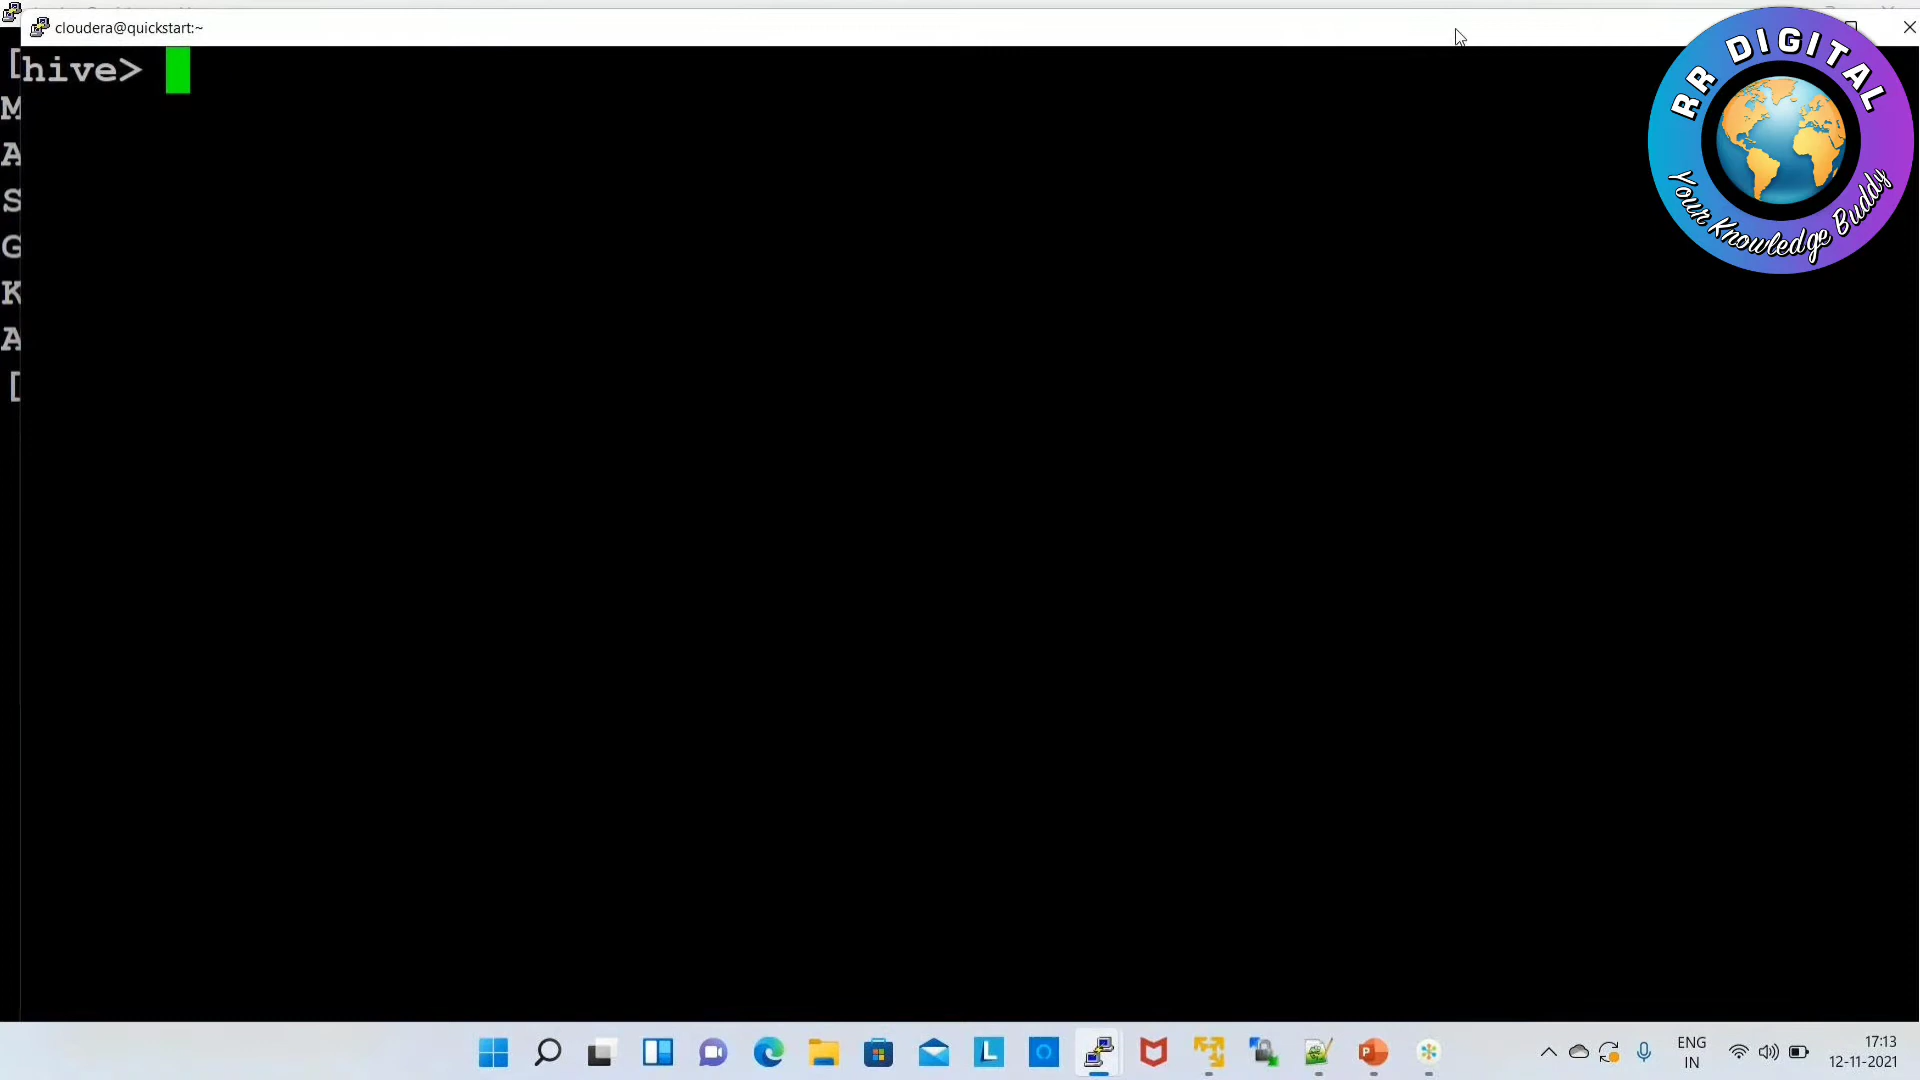 cloudera@quickstart:~
hive>
[
M
A
S
G
K
A
[
RR DIGITAL
Your Knowledge Buddy
ENG
IN
17:13
12-11-2021